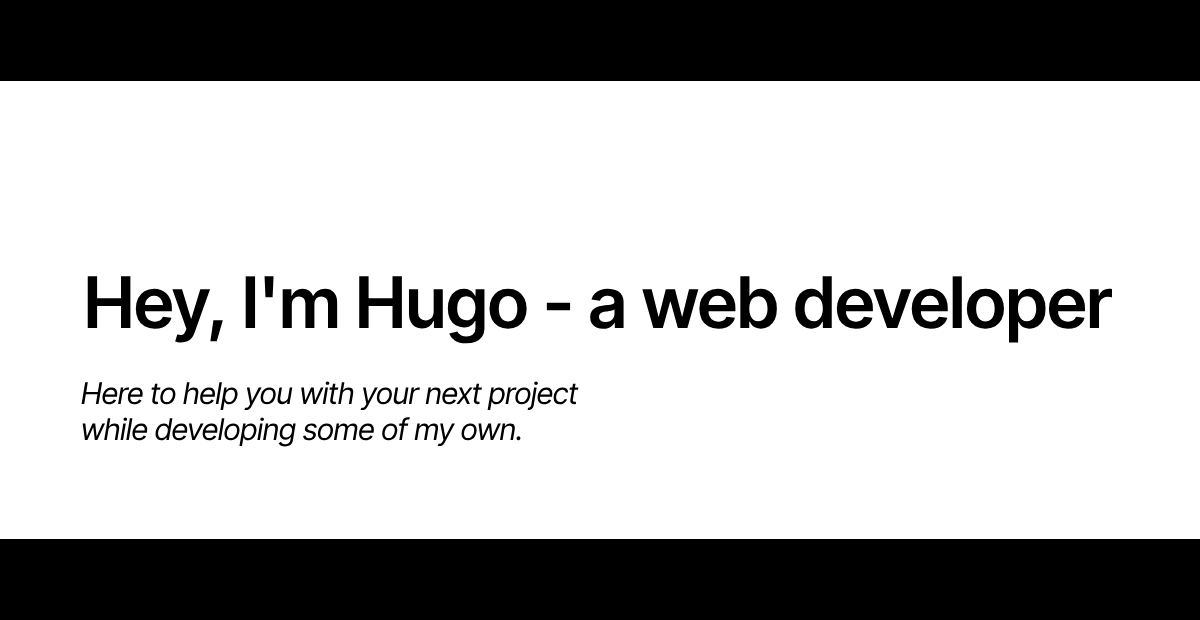 Hey, I'm Hugo - a web developer
Here to help you with your next project
while developing some of my own.